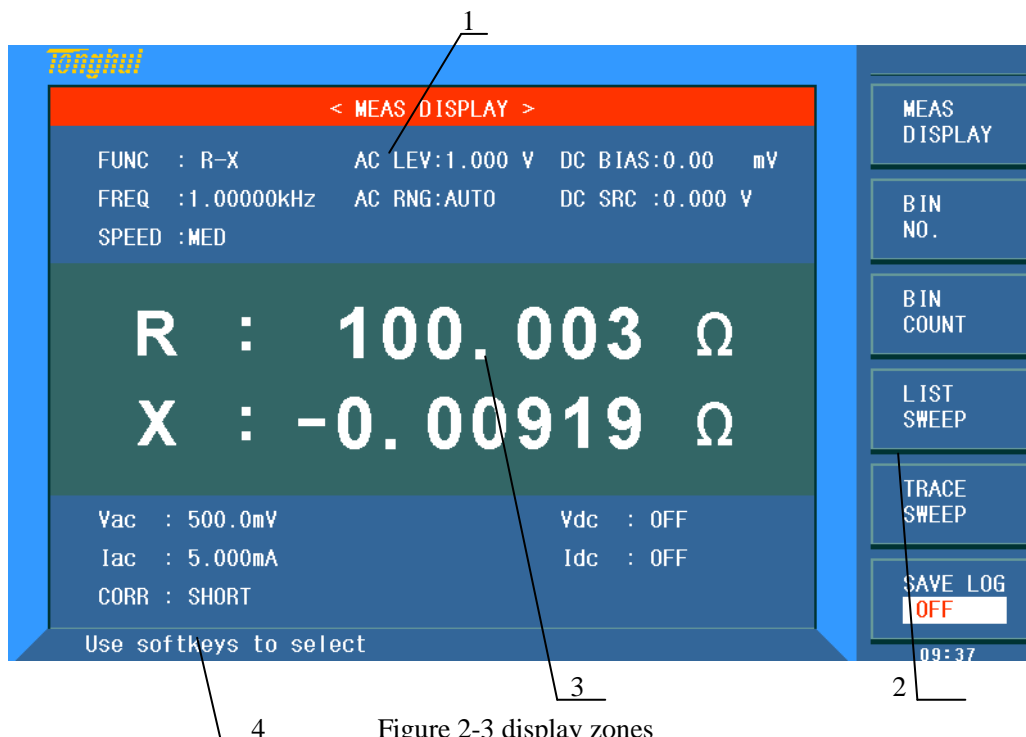 1
Tonghui
< MEAS DISPLAY >
FUNC : R-X AC LEV:1.000 V DC BIAS:0.00 mV
FREQ :1.00000kHz AC RNG:AUTO DC SRC :0.000 V
SPEED :MED
R : 100.003 Ω
X : -0.00919 Ω
Vac : 500.0mV Vdc : OFF
Iac : 5.000mA Idc : OFF
CORR : SHORT
Use softkeys to select
MEAS
DISPLAY
BIN
NO.
BIN
COUNT
LIST
SWEEP
TRACE
SWEEP
SAVE LOG
OFF
09:37
3
2
4
Figure 2-3 display zones